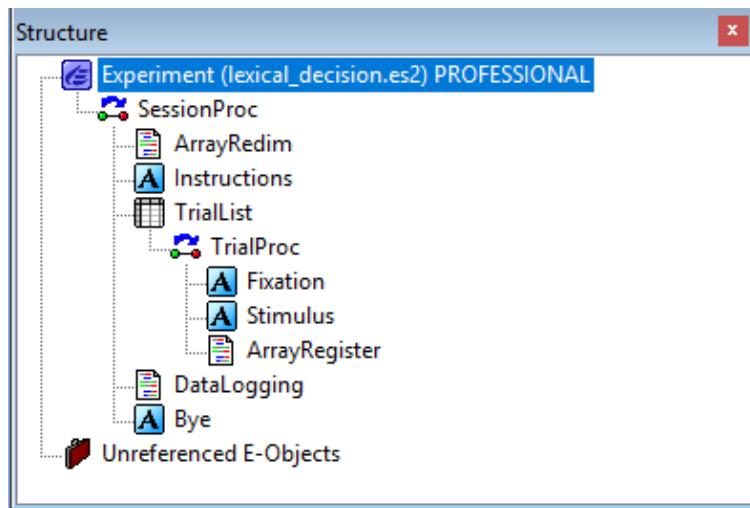 Structure
x
Experiment (lexical_decision.es2) PROFESSIONAL
SessionProc
ArrayRedim
A Instructions
TrialList
TrialProc
A Fixation
A Stimulus
ArrayRegister
DataLogging
A Bye
Unreferenced E-Objects